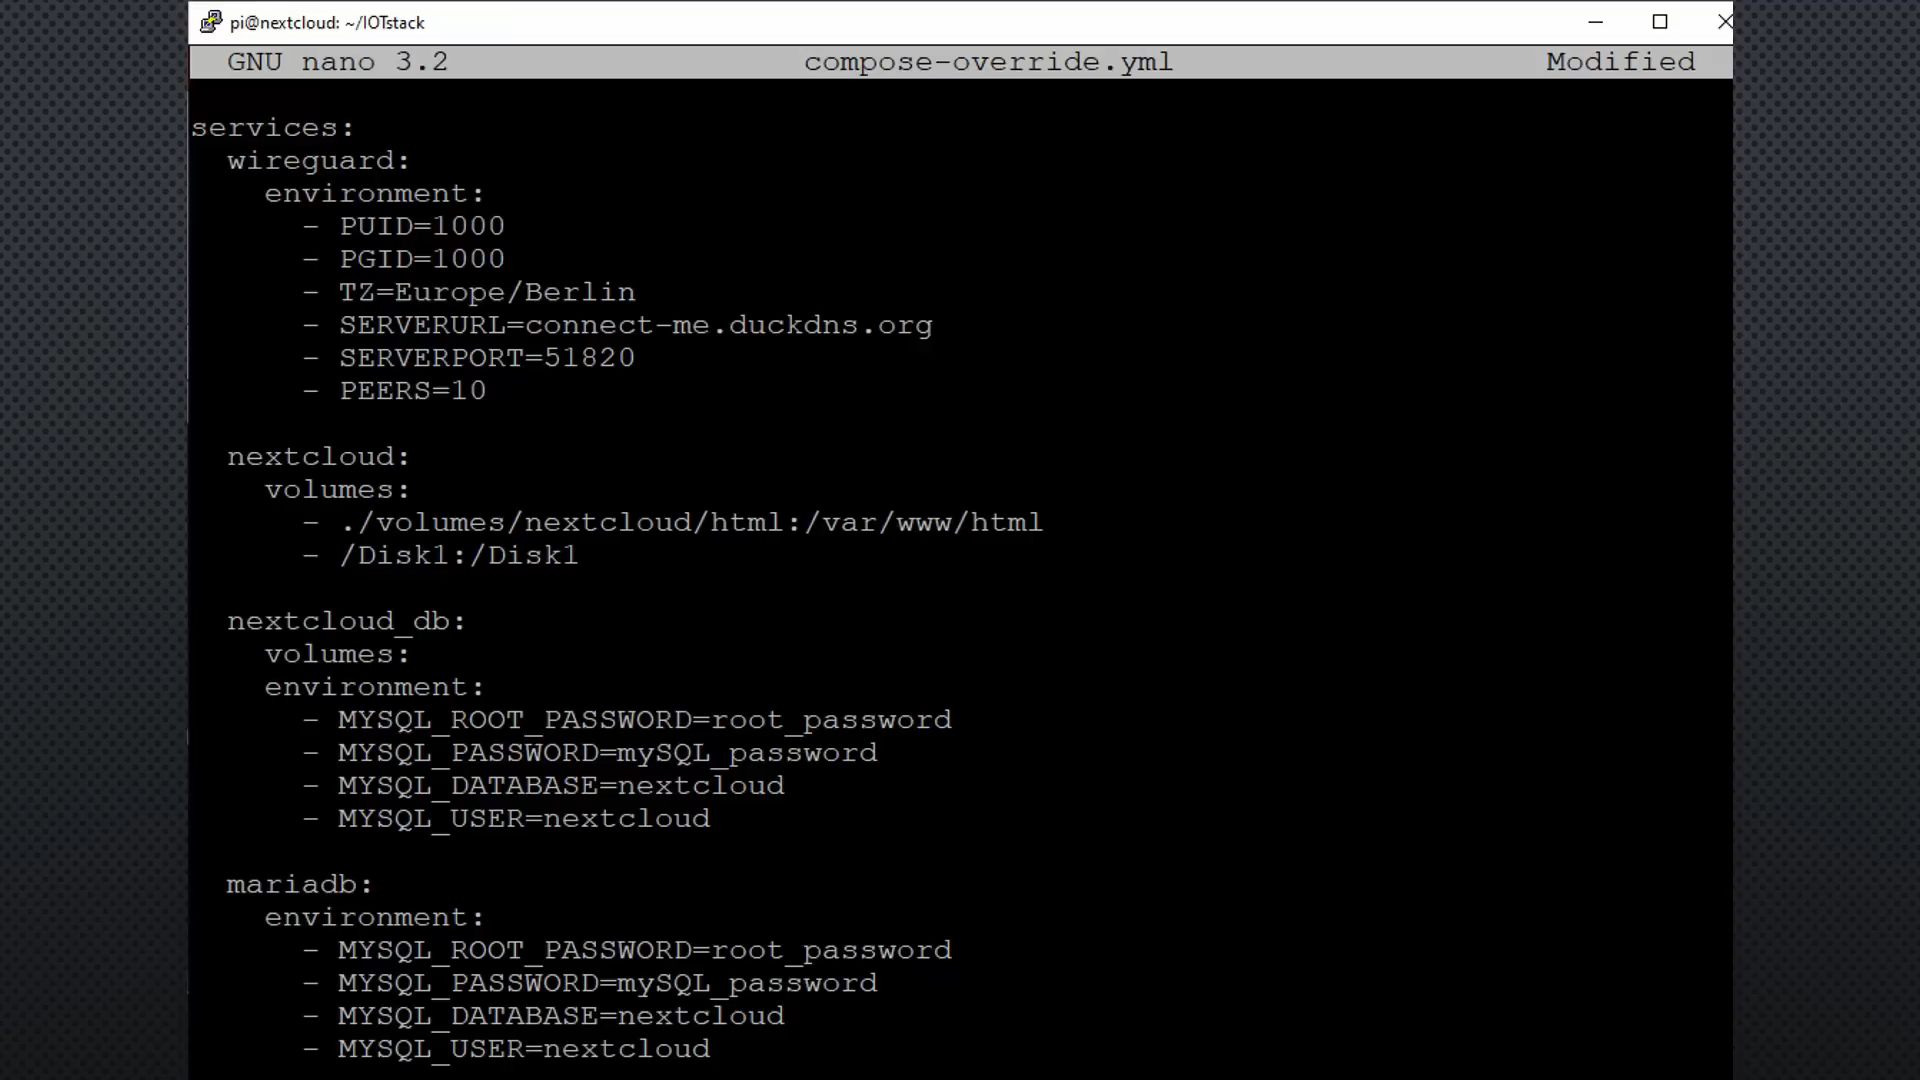 pi@nextcloud: ~/IOTstack
GNU nano 3.2 compose-override.yml Modified
services:
  wireguard:
    environment:
      - PUID=1000
      - PGID=1000
      - TZ=Europe/Berlin
      - SERVERURL=connect-me.duckdns.org
      - SERVERPORT=51820
      - PEERS=10
  nextcloud:
    volumes:
      - ./volumes/nextcloud/html:/var/www/html
      - /Disk1:/Disk1
  nextcloud_db:
    volumes:
    environment:
      - MYSQL_ROOT_PASSWORD=root_password
      - MYSQL_PASSWORD=mySQL_password
      - MYSQL_DATABASE=nextcloud
      - MYSQL_USER=nextcloud
  mariadb:
    environment:
      - MYSQL_ROOT_PASSWORD=root_password
      - MYSQL_PASSWORD=mySQL_password
      - MYSQL_DATABASE=nextcloud
      - MYSQL_USER=nextcloud